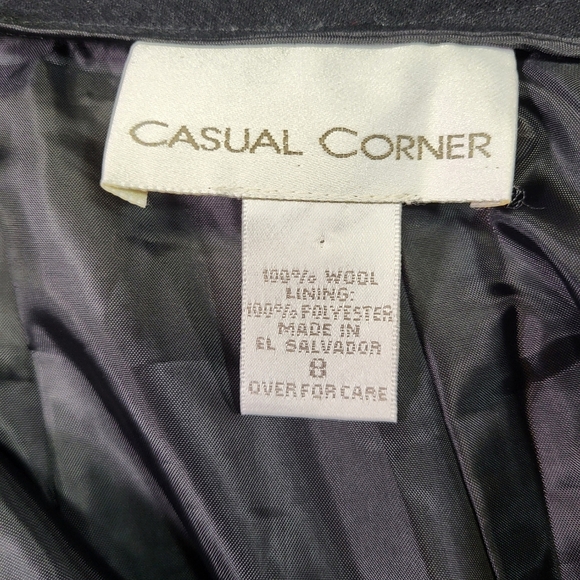 CASUAL CORNER
100% WOOL
LINING:
100% POLYESTER
MADE IN
EL SALVADOR
8
OVER FOR CARE